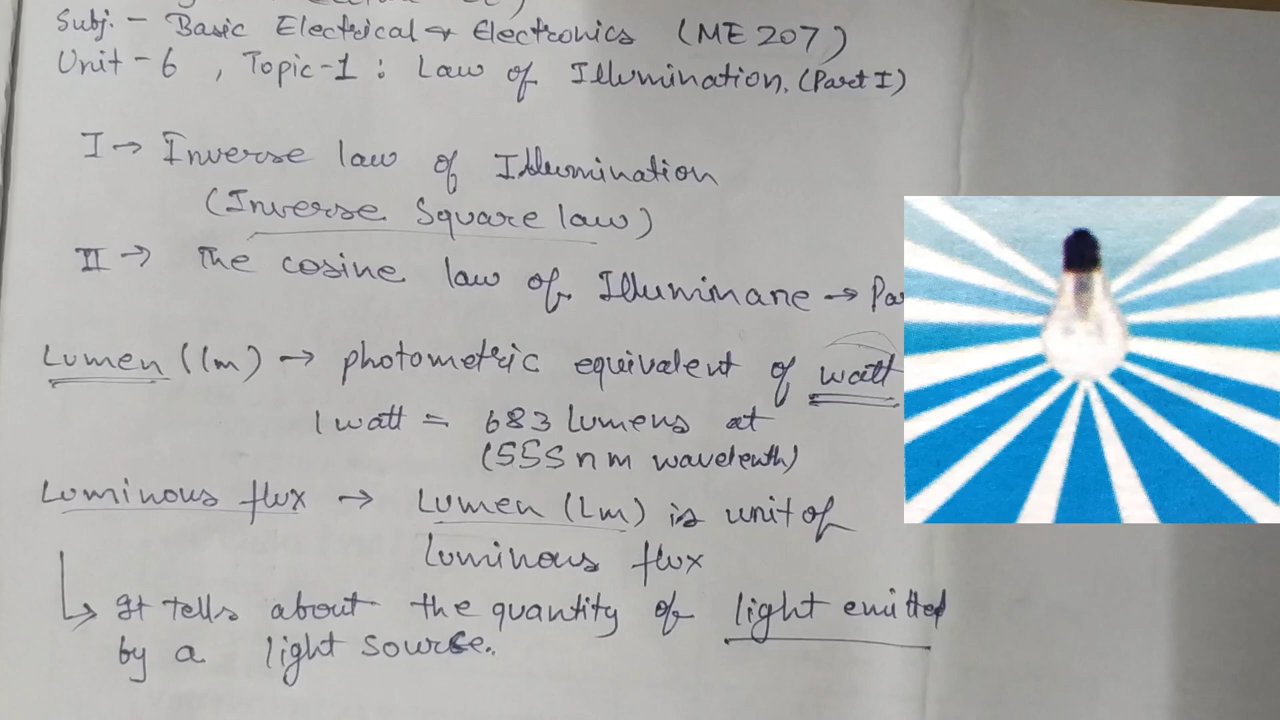 Subj. - Basic Electrical & Electronics (ME 207)
Unit - 6 , Topic-1 : Law of Illumination. (Part I)
I → Inverse law of Illumination
(Inverse Square law)
II → The cosine law of Illuminane → Pa
Lumen (lm) → photometric equivalent of watt
1 watt = 683 Lumens at
(555 nm wavelenth)
Luminous flux → Lumen (Lm) is unit of
Luminous flux
↳ It tells about the quantity of light emitted
by a light source.